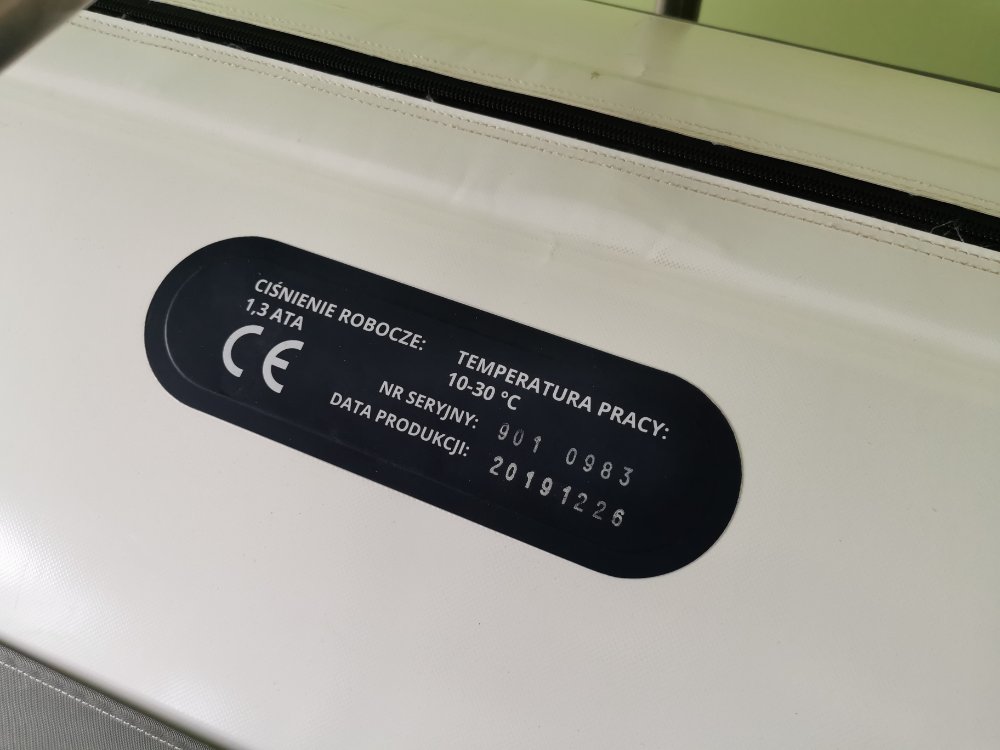 CIŚNIENIE ROBOCZE:
1,3 ATA
CE
TEMPERATURA PRACY:
10-30 °C
NR SERYJNY: 901 0983
DATA PRODUKCJI: 20191226